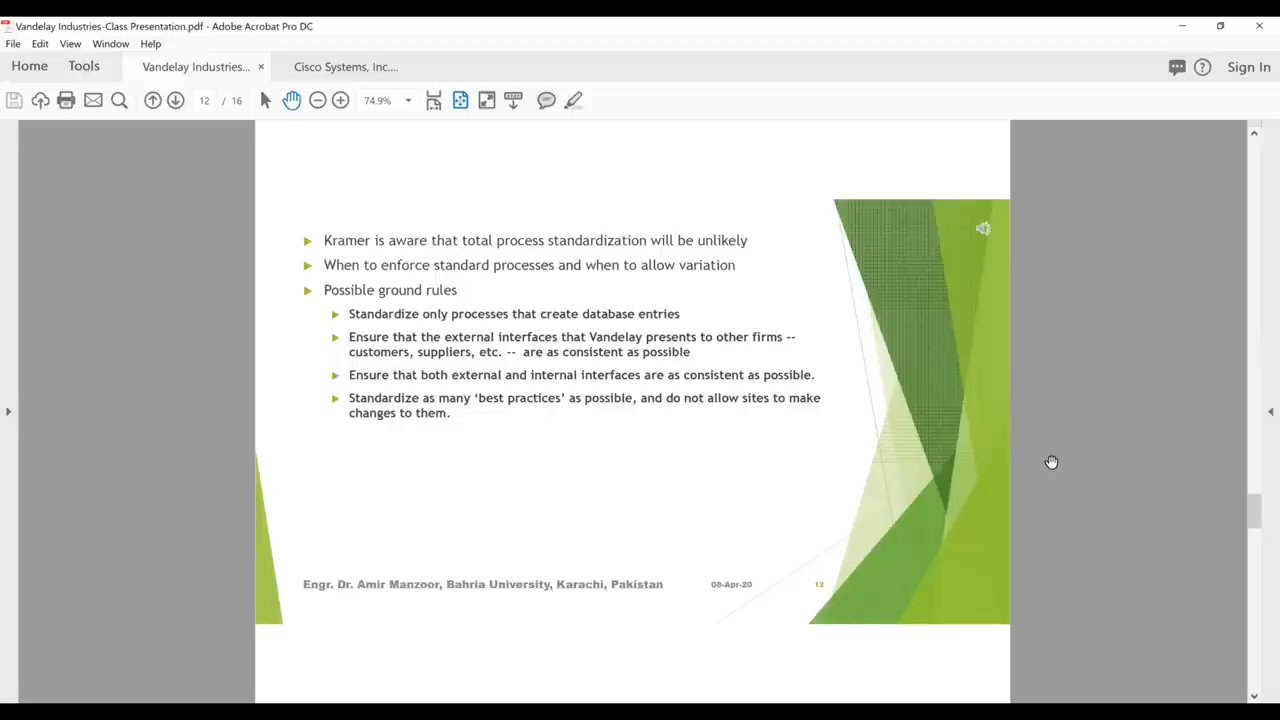 Vandelay Industries-Class Presentation.pdf - Adobe Acrobat Pro DC
File Edit View Window Help
Home Tools Vandelay Industries... × Cisco Systems, Inc.... Sign In
12 / 16 74.9%
Kramer is aware that total process standardization will be unlikely
When to enforce standard processes and when to allow variation
Possible ground rules
Standardize only processes that create database entries
Ensure that the external interfaces that Vandelay presents to other firms --
customers, suppliers, etc. -- are as consistent as possible
Ensure that both external and internal interfaces are as consistent as possible.
Standardize as many ‘best practices’ as possible, and do not allow sites to make
changes to them.
Engr. Dr. Amir Manzoor, Bahria University, Karachi, Pakistan 08-Apr-20 12